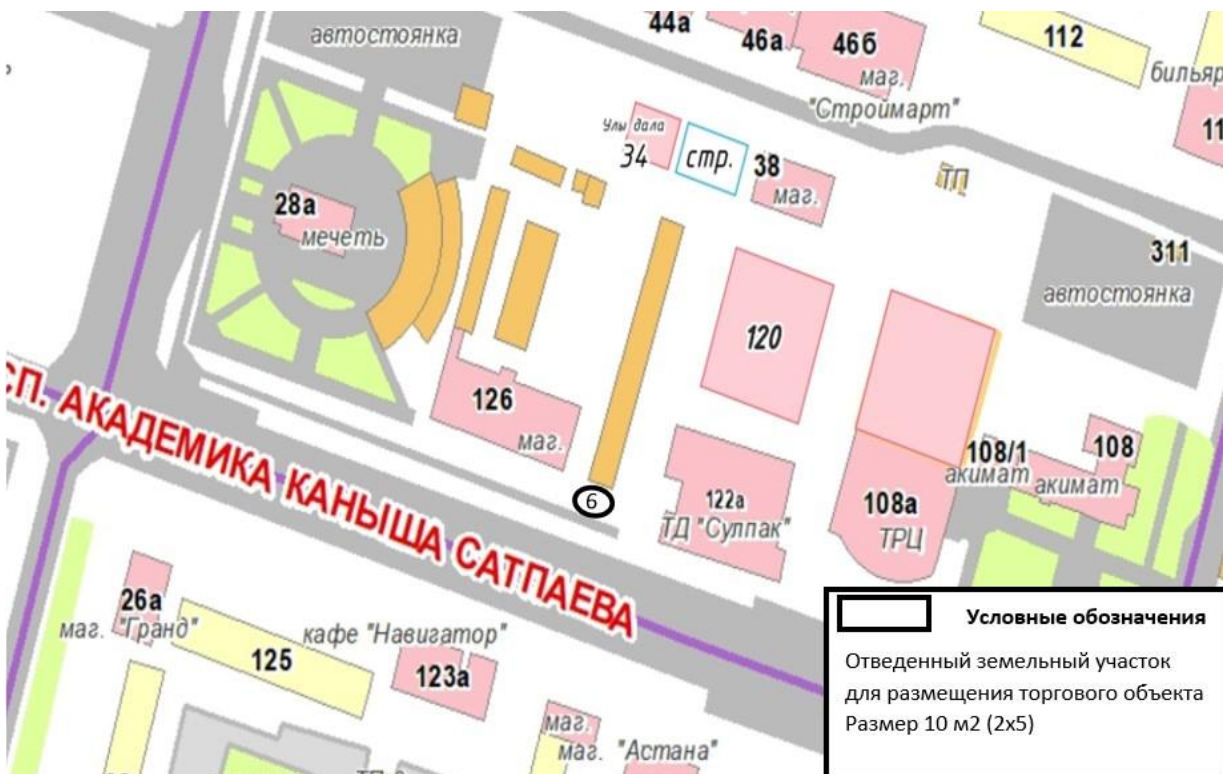 44а
46а
46б
маг.
"Строймарт"
112
автостоянка
Улы дала
34
стр.
38
маг.
ТП
28а
мечеть
311
автостоянка
120
126
маг.
6
122а
ТД "Сулпак"
108а
ТРЦ
108/1
акимат
108
акимат
СП. АКАДЕМИКА КАНЫША САТПАЕВА
26а
маг. "Гранд"
125
кафе "Навигатор"
123а
маг.
маг. "Астана"
Условные обозначения
Отведенный земельный участок
для размещения торгового объекта
Размер 10 м2 (2х5)